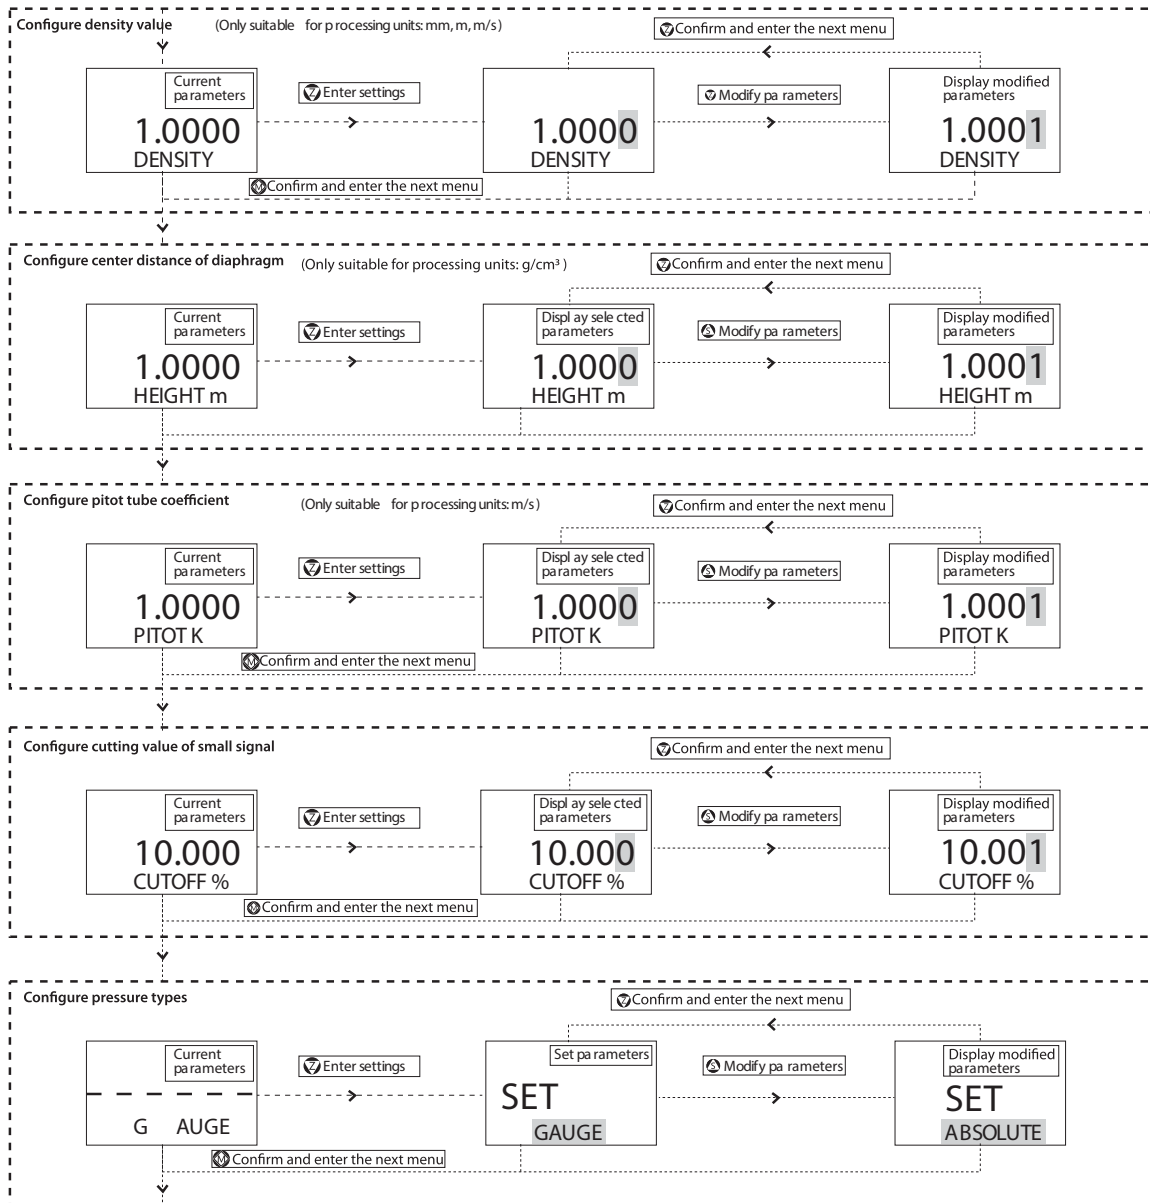 Configure density value (Only suitable for processing units: mm, m, m/s)
Ⓩ Confirm and enter the next menu
Current
parameters
1.0000
DENSITY
Ⓩ Enter settings
1.0000
DENSITY
Modify parameters
Display modified
parameters
1.0001
DENSITY
Ⓜ Confirm and enter the next menu
Configure center distance of diaphragm (Only suitable for processing units: g/cm³)
Ⓩ Confirm and enter the next menu
Current
parameters
1.0000
HEIGHT m
Ⓩ Enter settings
Display selected
parameters
1.0000
HEIGHT m
Ⓢ Modify parameters
Display modified
parameters
1.0001
HEIGHT m
Configure pitot tube coefficient (Only suitable for processing units: m/s)
Ⓩ Confirm and enter the next menu
Current
parameters
1.0000
PITOT K
Ⓩ Enter settings
Display selected
parameters
1.0000
PITOT K
Ⓢ Modify parameters
Display modified
parameters
1.0001
PITOT K
Ⓜ Confirm and enter the next menu
Configure cutting value of small signal
Ⓩ Confirm and enter the next menu
Current
parameters
10.000
CUTOFF %
Ⓩ Enter settings
Display selected
parameters
10.000
CUTOFF %
Ⓢ Modify parameters
Display modified
parameters
10.001
CUTOFF %
Ⓜ Confirm and enter the next menu
Configure pressure types
Ⓩ Confirm and enter the next menu
Current
parameters
G AUGE
Ⓩ Enter settings
Set parameters
SET
GAUGE
Ⓢ Modify parameters
Display modified
parameters
SET
ABSOLUTE
Ⓜ Confirm and enter the next menu